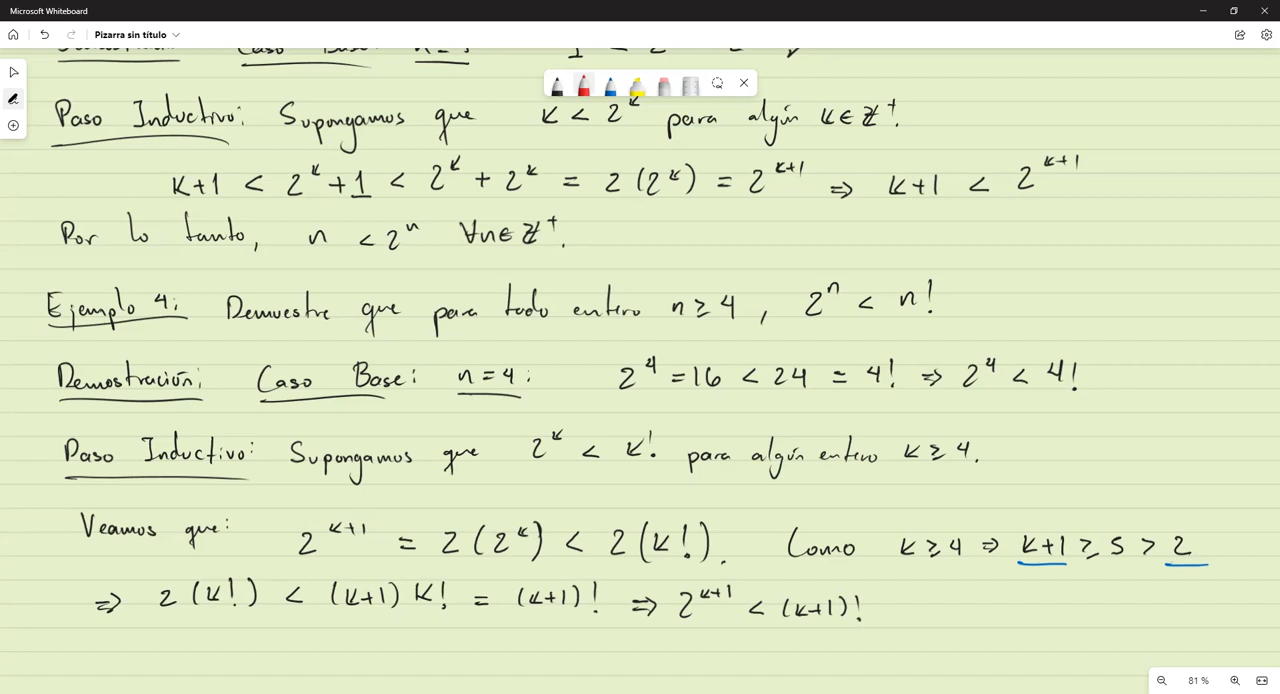 Microsoft Whiteboard
Pizarra sin título
Caso Base: n=1
Paso Inductivo: Supongamos que k < 2^k para algún k ∈ ℤ⁺.
k+1 < 2^k + 1 < 2^k + 2^k = 2(2^k) = 2^{k+1} ⇒ k+1 < 2^{k+1}
Por lo tanto, n < 2^n ∀n∈ ℤ⁺.
Ejemplo 4: Demuestre que para todo entero n ≥ 4, 2^n < n!
Demostración: Caso Base: n=4: 2^4 = 16 < 24 = 4! ⇒ 2^4 < 4!
Paso Inductivo: Supongamos que 2^k < k! para algún entero k ≥ 4.
Veamos que: 2^{k+1} = 2(2^k) < 2(k!). Como k ≥ 4 ⇒ k+1 ≥ 5 > 2
⇒ 2(k!) < (k+1) k! = (k+1)! ⇒ 2^{k+1} < (k+1)!
81 %